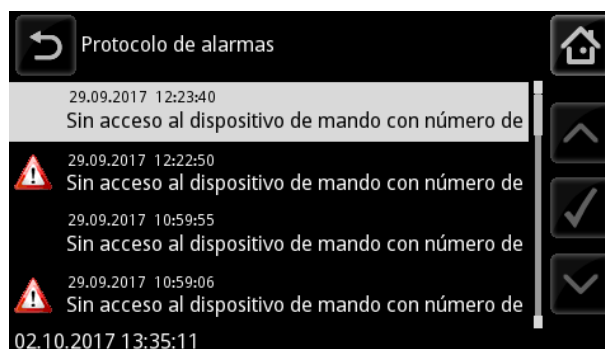 Protocolo de alarmas
29.09.2017 12:23:40
Sin acceso al dispositivo de mando con número de
29.09.2017 12:22:50
Sin acceso al dispositivo de mando con número de
29.09.2017 10:59:55
Sin acceso al dispositivo de mando con número de
29.09.2017 10:59:06
Sin acceso al dispositivo de mando con número de
02.10.2017 13:35:11